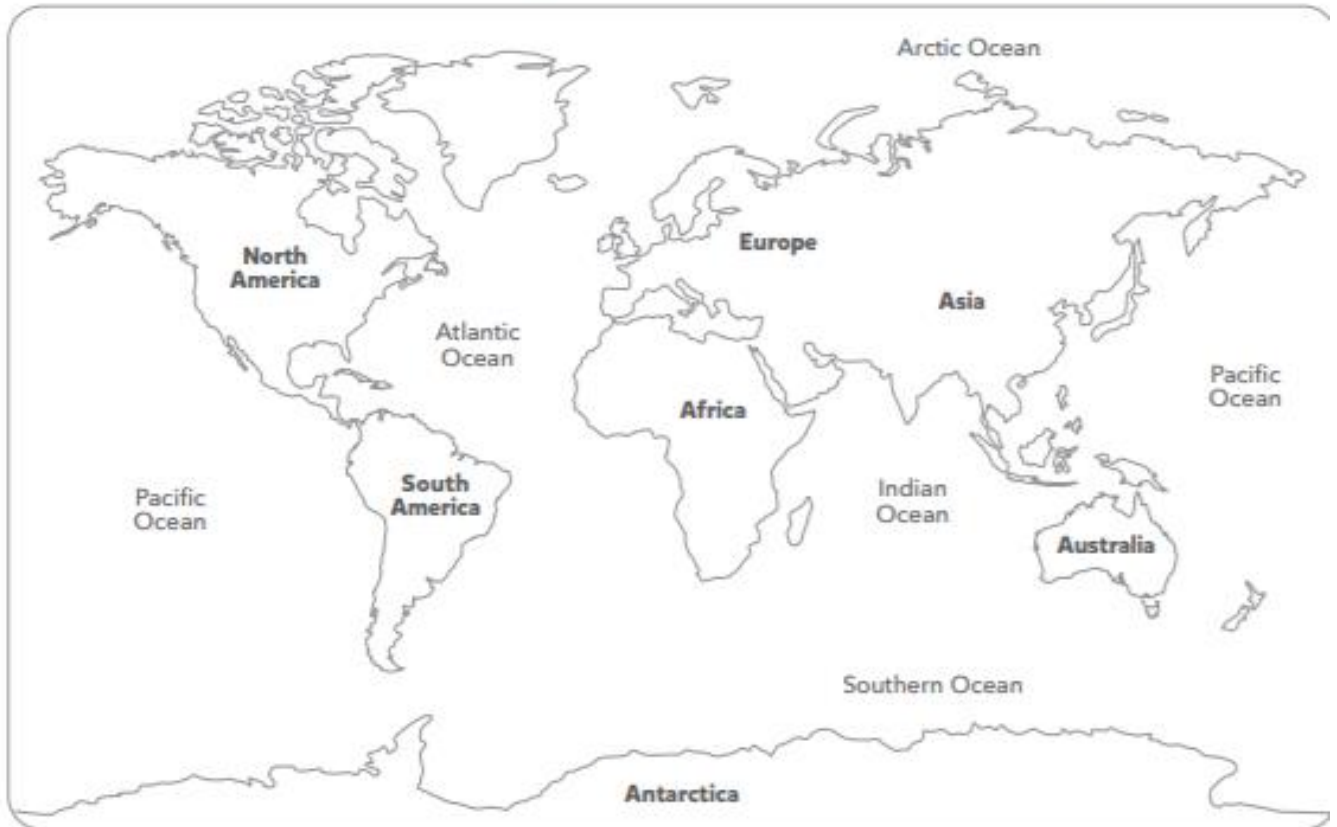 Arctic Ocean
North
America
Europe
Asia
Atlantic
Ocean
Pacific
Ocean
Africa
South
America
Pacific
Ocean
Indian
Ocean
Australia
Southern Ocean
Antarctica